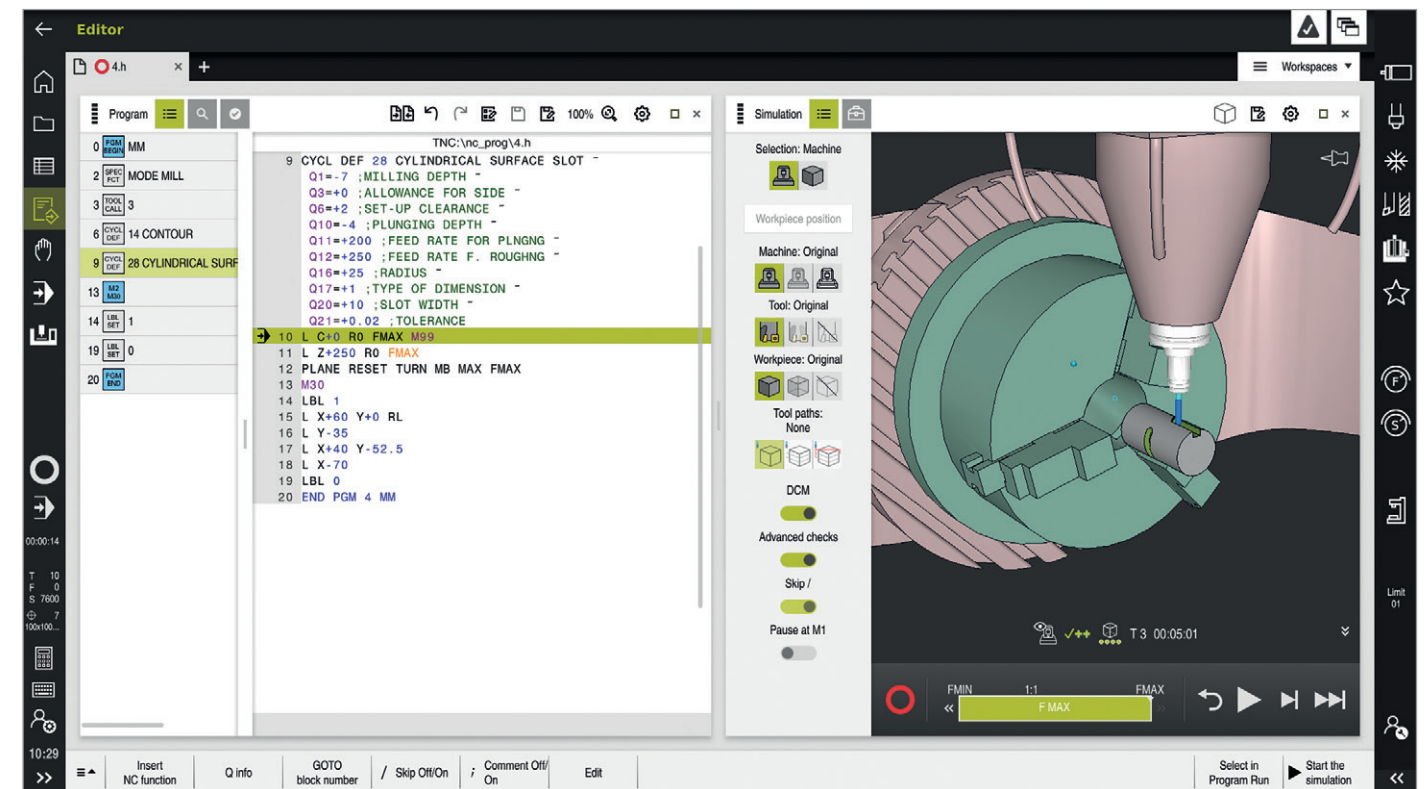 Editor
4.h
Workspaces
Program
100%
0 PGM BEGIN MM
2 SPEC FCT MODE MILL
3 TOOL CALL 3
6 CYCL DEF 14 CONTOUR
9 CYCL DEF 28 CYLINDRICAL SURF
13 M2 M30
14 LBL SET 1
19 LBL SET 0
20 PGM END
TNC:\nc_prog\4.h
9 CYCL DEF 28 CYLINDRICAL SURFACE SLOT ~
Q1=-7 ;MILLING DEPTH ~
Q3=+0 ;ALLOWANCE FOR SIDE ~
Q6=+2 ;SET-UP CLEARANCE ~
Q10=-4 ;PLUNGING DEPTH ~
Q11=+200 ;FEED RATE FOR PLNGNG ~
Q12=+250 ;FEED RATE F. ROUGHNG ~
Q16=+25 ;RADIUS ~
Q17=+1 ;TYPE OF DIMENSION ~
Q20=+10 ;SLOT WIDTH ~
Q21=+0.02 ;TOLERANCE
10 L C+0 R0 FMAX M99
11 L Z+250 R0 FMAX
12 PLANE RESET TURN MB MAX FMAX
13 M30
14 LBL 1
15 L X+60 Y+0 RL
16 L Y-35
17 L X+40 Y-52.5
18 L X-70
19 LBL 0
20 END PGM 4 MM
Simulation
Selection: Machine
Workpiece position
Machine: Original
Tool: Original
Workpiece: Original
Tool paths:
None
DCM
Advanced checks
Skip /
Pause at M1
T 3 00:05:01
FMIN 1:1 FMAX
F MAX
00:00:14
T 10
F 0
S 7600
7
100x100...
10:29
F
S
Limit
01
Insert
NC function
Q info
GOTO
block number
/ Skip Off/On
; Comment Off/
On
Edit
Select in
Program Run
Start the
simulation